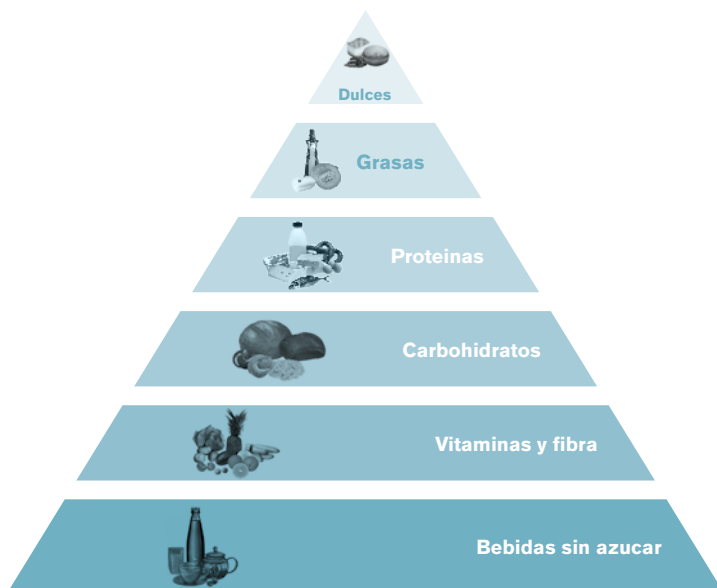 Dulces
Grasas
Proteinas
Carbohidratos
Vitaminas y fibra
Bebidas sin azucar